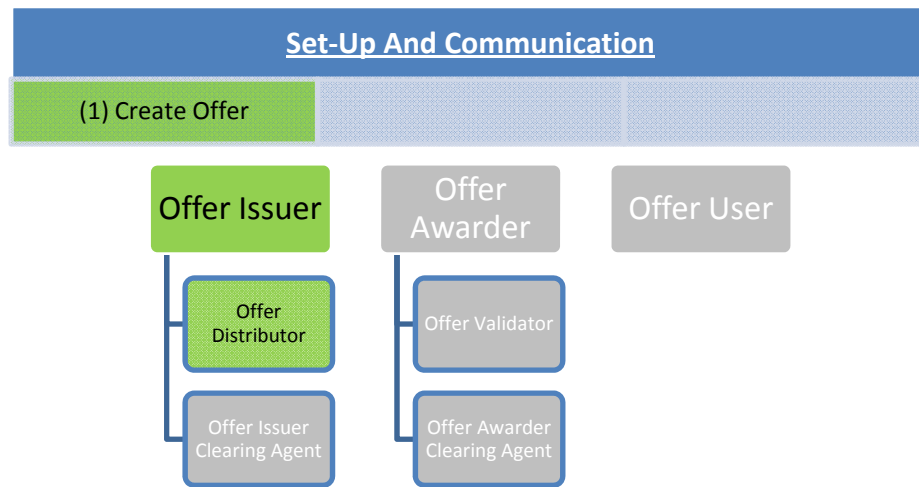 Set-Up And Communication
(1) Create Offer
Offer Issuer
Offer
Awarder
Offer User
Offer
Distributor
Offer Validator
Offer Issuer
Clearing Agent
Offer Awarder
Clearing Agent